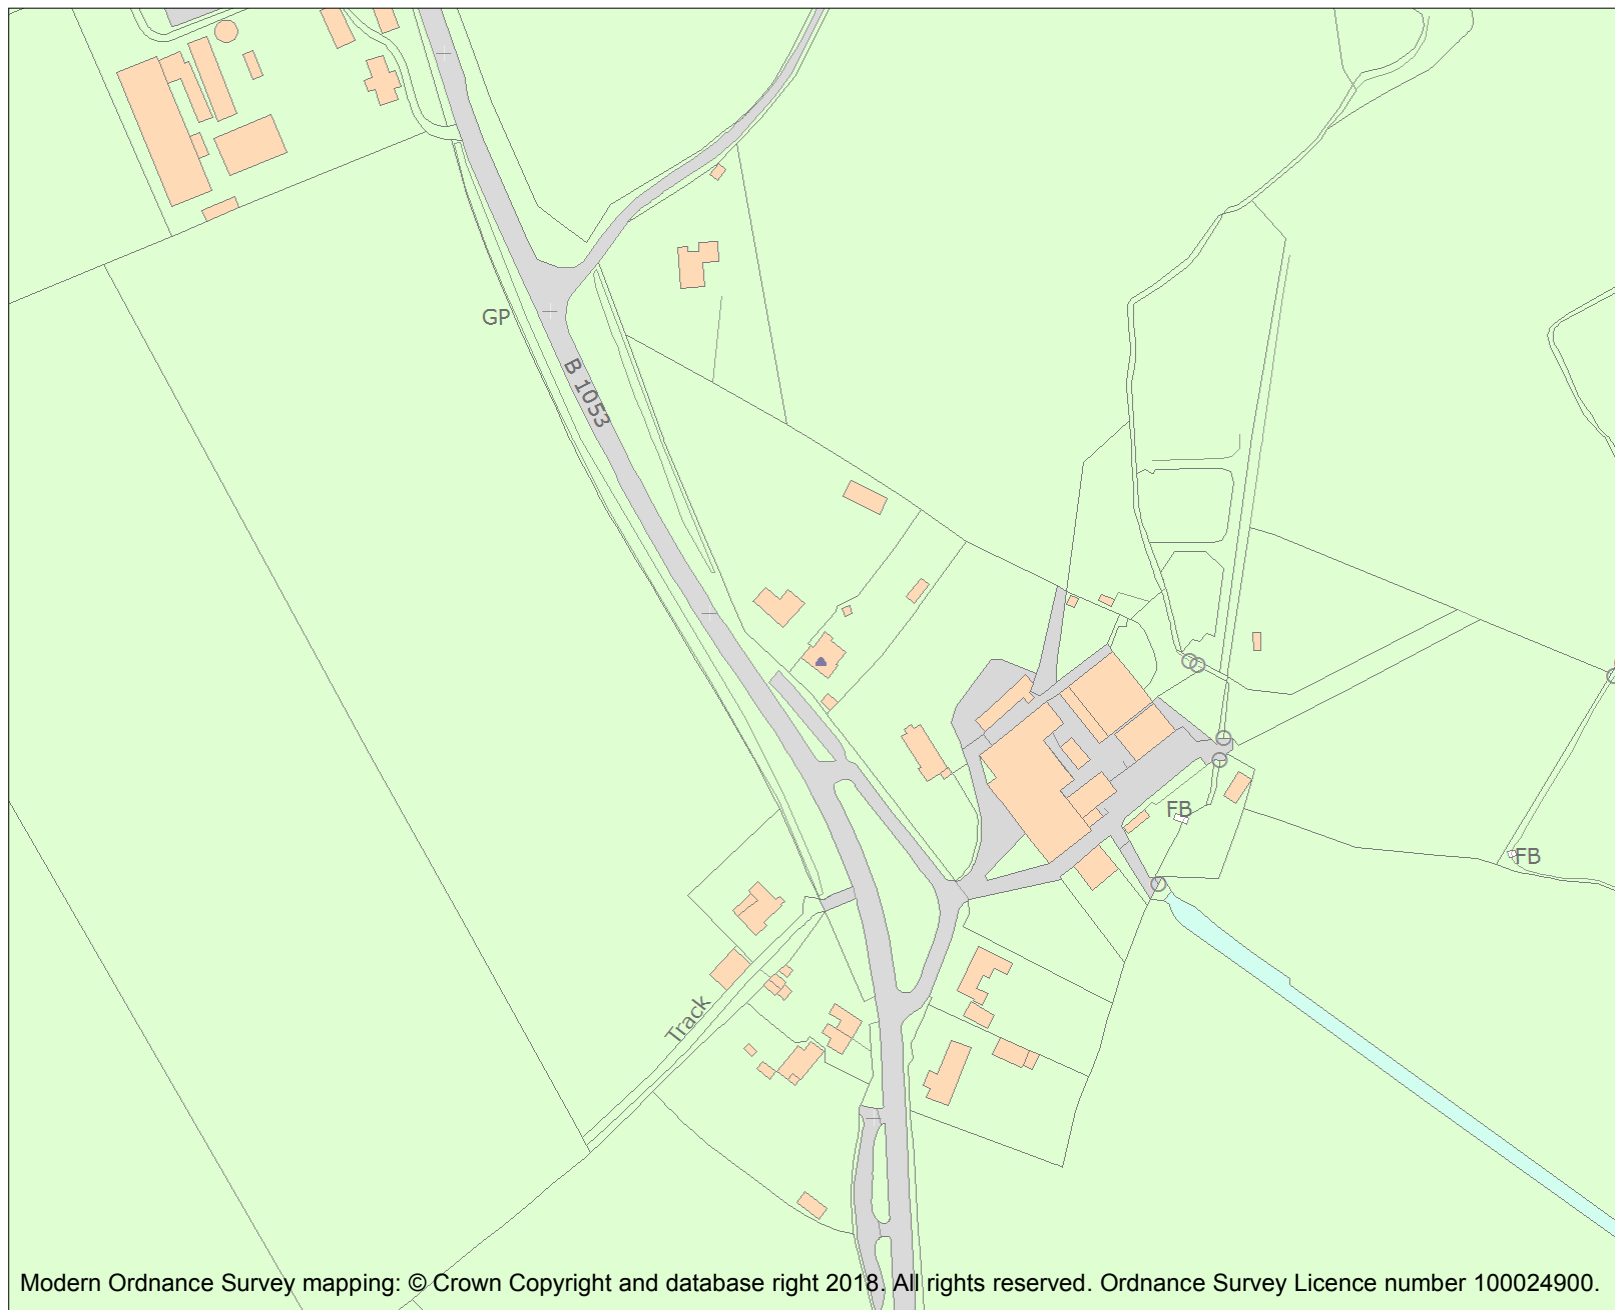 GP
B 1053
FB
FB
Track
Modern Ordnance Survey mapping: © Crown Copyright and database right 2018. All rights reserved. Ordnance Survey Licence number 100024900.